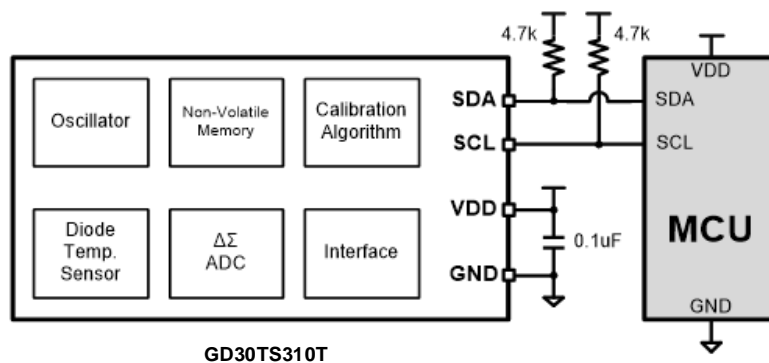 4.7k
4.7k
VDD
Oscillator
Non-Volatile
Memory
Calibration
Algorithm
SDA
SDA
SCL
SCL
Diode
Temp.
Sensor
ΔΣ
ADC
Interface
VDD
0.1uF
GND
MCU
GND
GD30TS310T